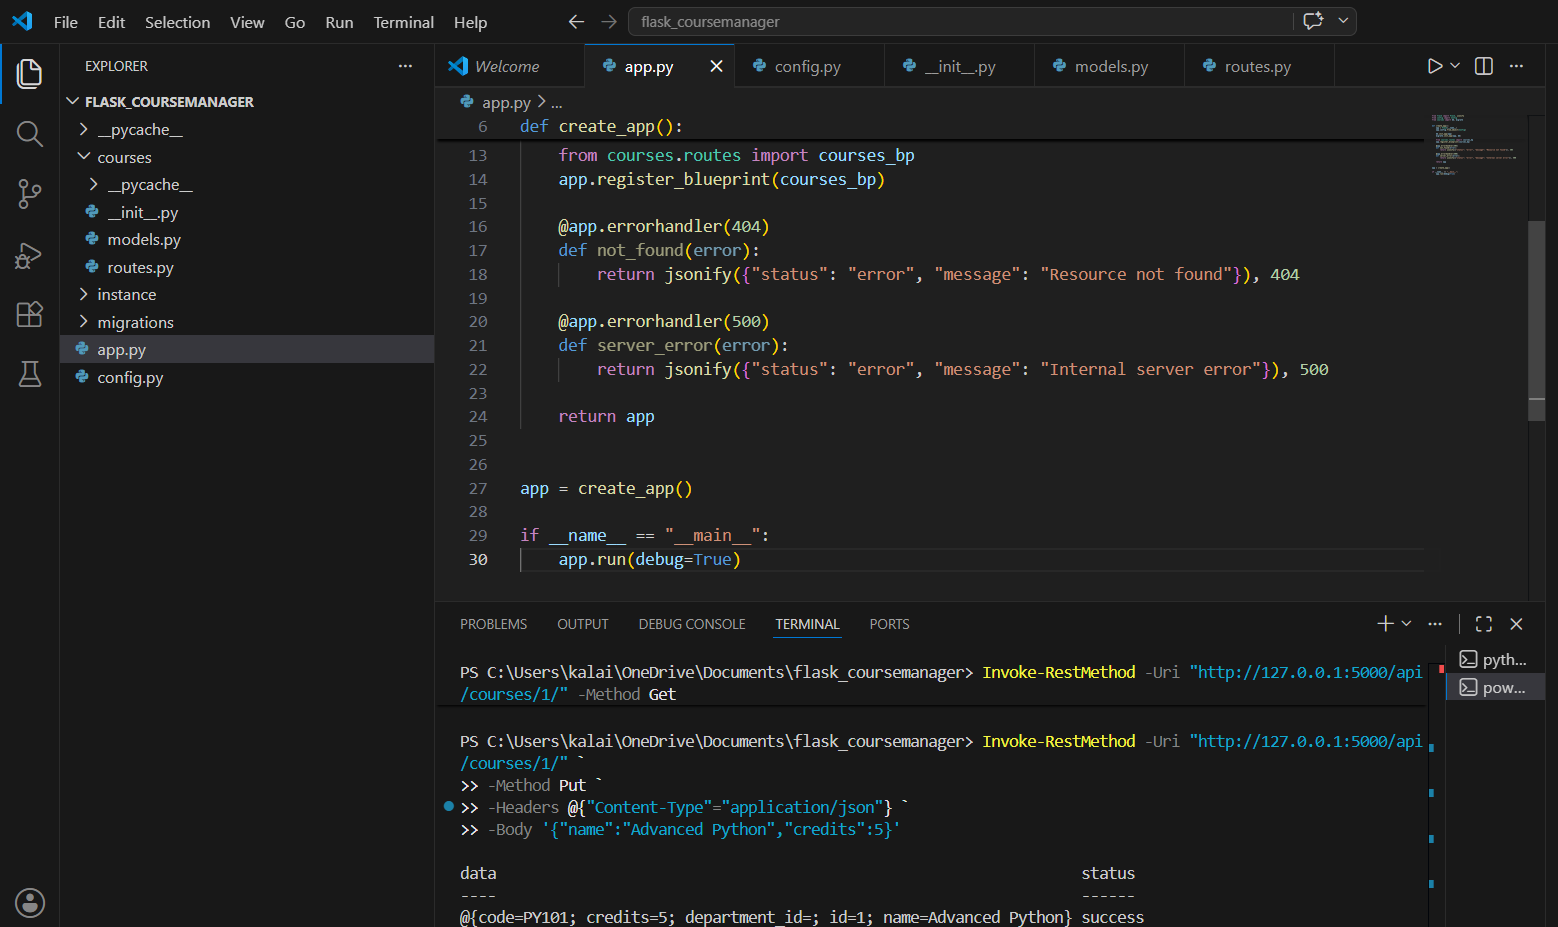 File Edit Selection View Go Run Terminal Help
flask_coursemanager
EXPLORER
FLASK_COURSEMANAGER
__pycache__
courses
__pycache__
__init__.py
models.py
routes.py
instance
migrations
app.py
config.py
Welcome app.py config.py __init__.py models.py routes.py
app.py > ...
6 def create_app():
13 from courses.routes import courses_bp
14 app.register_blueprint(courses_bp)
15
16 @app.errorhandler(404)
17 def not_found(error):
18 return jsonify({"status": "error", "message": "Resource not found"}), 404
19
20 @app.errorhandler(500)
21 def server_error(error):
22 return jsonify({"status": "error", "message": "Internal server error"}), 500
23
24 return app
25
26
27 app = create_app()
28
29 if __name__ == "__main__":
30 app.run(debug=True)
PROBLEMS OUTPUT DEBUG CONSOLE TERMINAL PORTS
PS C:\Users\kalai\OneDrive\Documents\flask_coursemanager> Invoke-RestMethod -Uri "http://127.0.0.1:5000/api
/courses/1/" -Method Get
PS C:\Users\kalai\OneDrive\Documents\flask_coursemanager> Invoke-RestMethod -Uri "http://127.0.0.1:5000/api
/courses/1/" `
>> -Method Put `
>> -Headers @{"Content-Type"="application/json"} `
>> -Body '{"name":"Advanced Python","credits":5}'
data status
---- ------
@{code=PY101; credits=5; department_id=; id=1; name=Advanced Python} success
pyth...
pow...